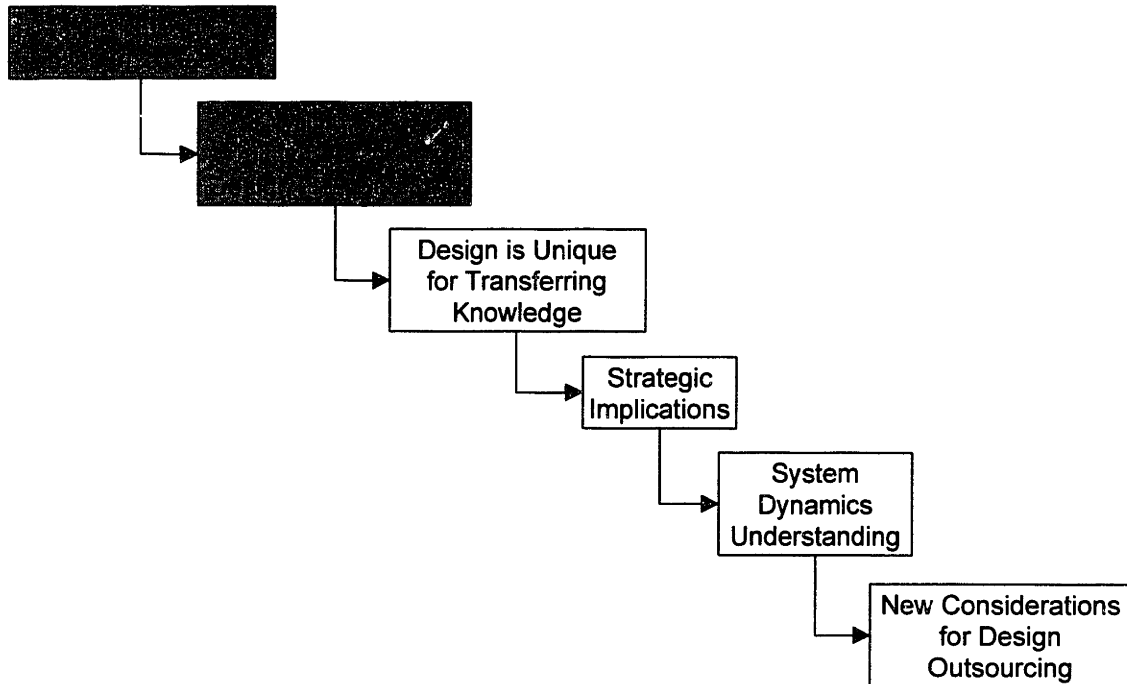 Design is Unique
for Transferring
Knowledge
Strategic
Implications
System
Dynamics
Understanding
New Considerations
for Design
Outsourcing